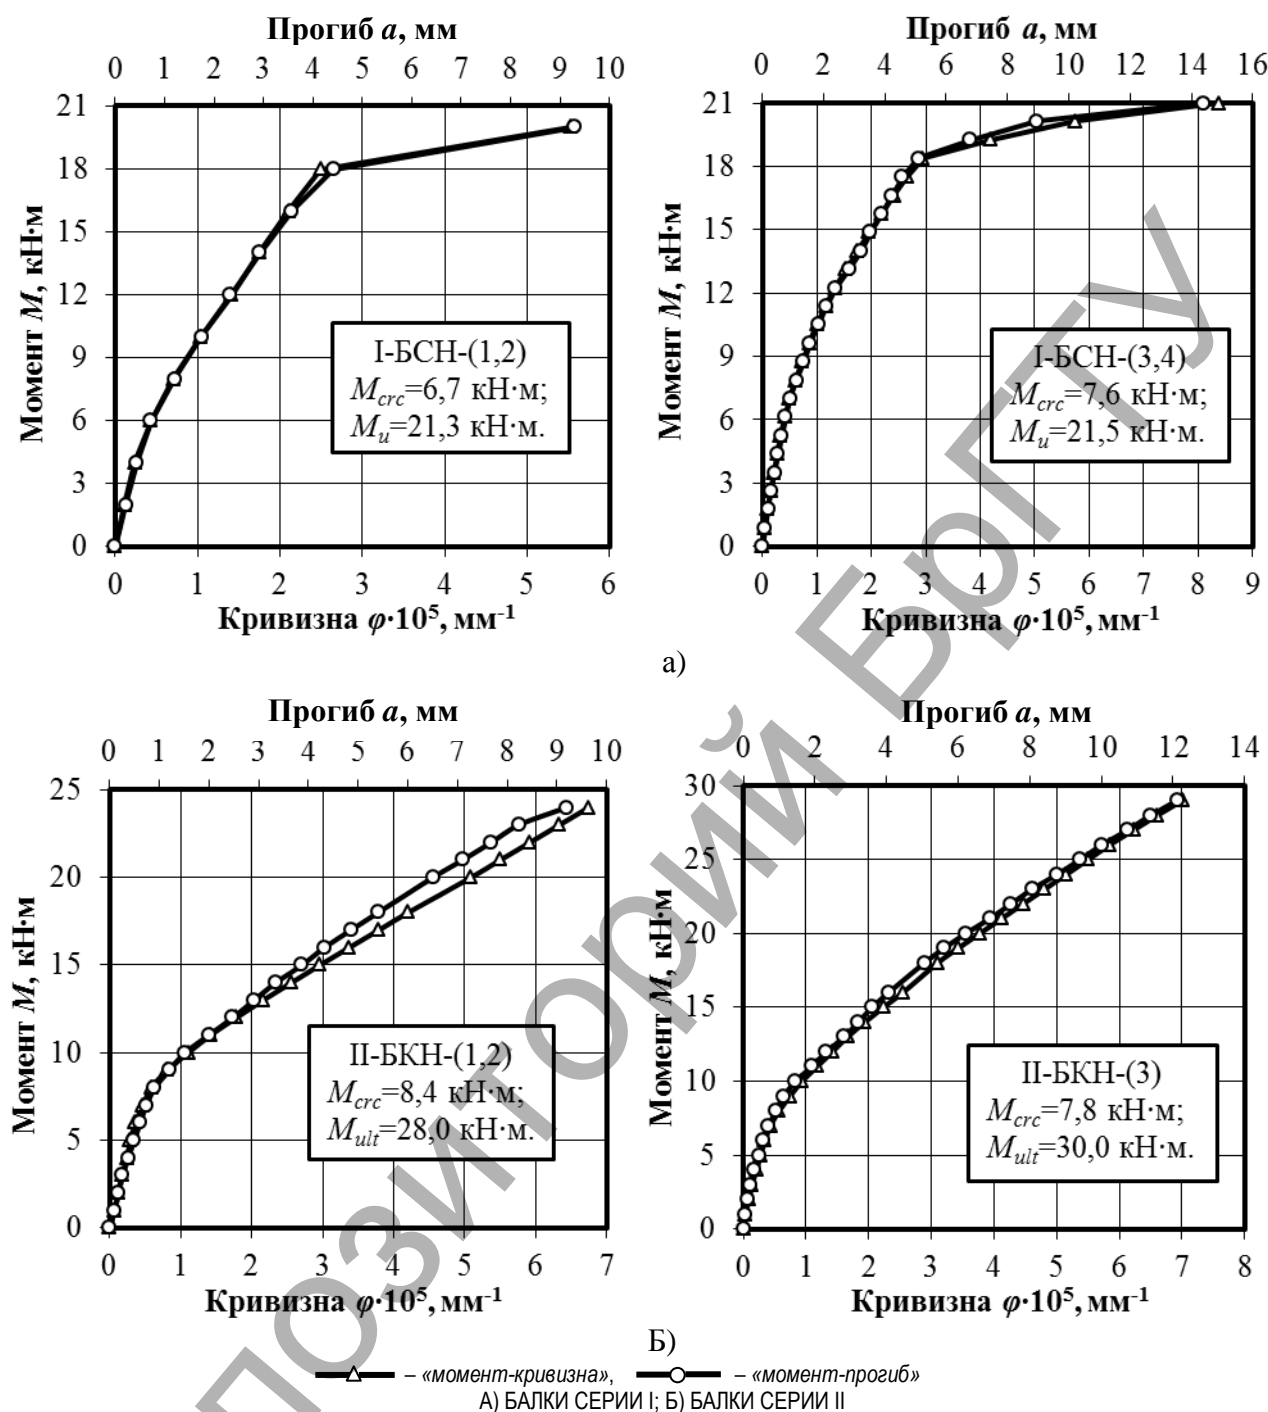 Прогиб a, мм
0 1 2 3 4 5 6 7 8 9 10
21
18
15
12
9
6
3
0
Момент M, кН·м
I-БСН-(1,2)
Mcrc=6,7 кН·м;
Mu=21,3 кН·м.
0 1 2 3 4 5 6
Кривизна φ·10⁵, мм⁻¹
Прогиб a, мм
0 2 4 6 8 10 12 14 16
21
18
15
12
9
6
3
0
Момент M, кН·м
I-БСН-(3,4)
Mcrc=7,6 кН·м;
Mu=21,5 кН·м.
0 1 2 3 4 5 6 7 8 9
Кривизна φ·10⁵, мм⁻¹
а)
Прогиб a, мм
0 1 2 3 4 5 6 7 8 9 10
25
20
15
10
5
0
Момент M, кН·м
II-БКН-(1,2)
Mcrc=8,4 кН·м;
Mult=28,0 кН·м.
0 1 2 3 4 5 6 7
Кривизна φ·10⁵, мм⁻¹
Прогиб a, мм
0 2 4 6 8 10 12 14
30
25
20
15
10
5
0
Момент M, кН·м
II-БКН-(3)
Mcrc=7,8 кН·м;
Mult=30,0 кН·м.
0 1 2 3 4 5 6 7 8
Кривизна φ·10⁵, мм⁻¹
Б)
– «момент-кривизна», – «момент-прогиб»
А) БАЛКИ СЕРИИ I; Б) БАЛКИ СЕРИИ II
позиторий БрГТУ